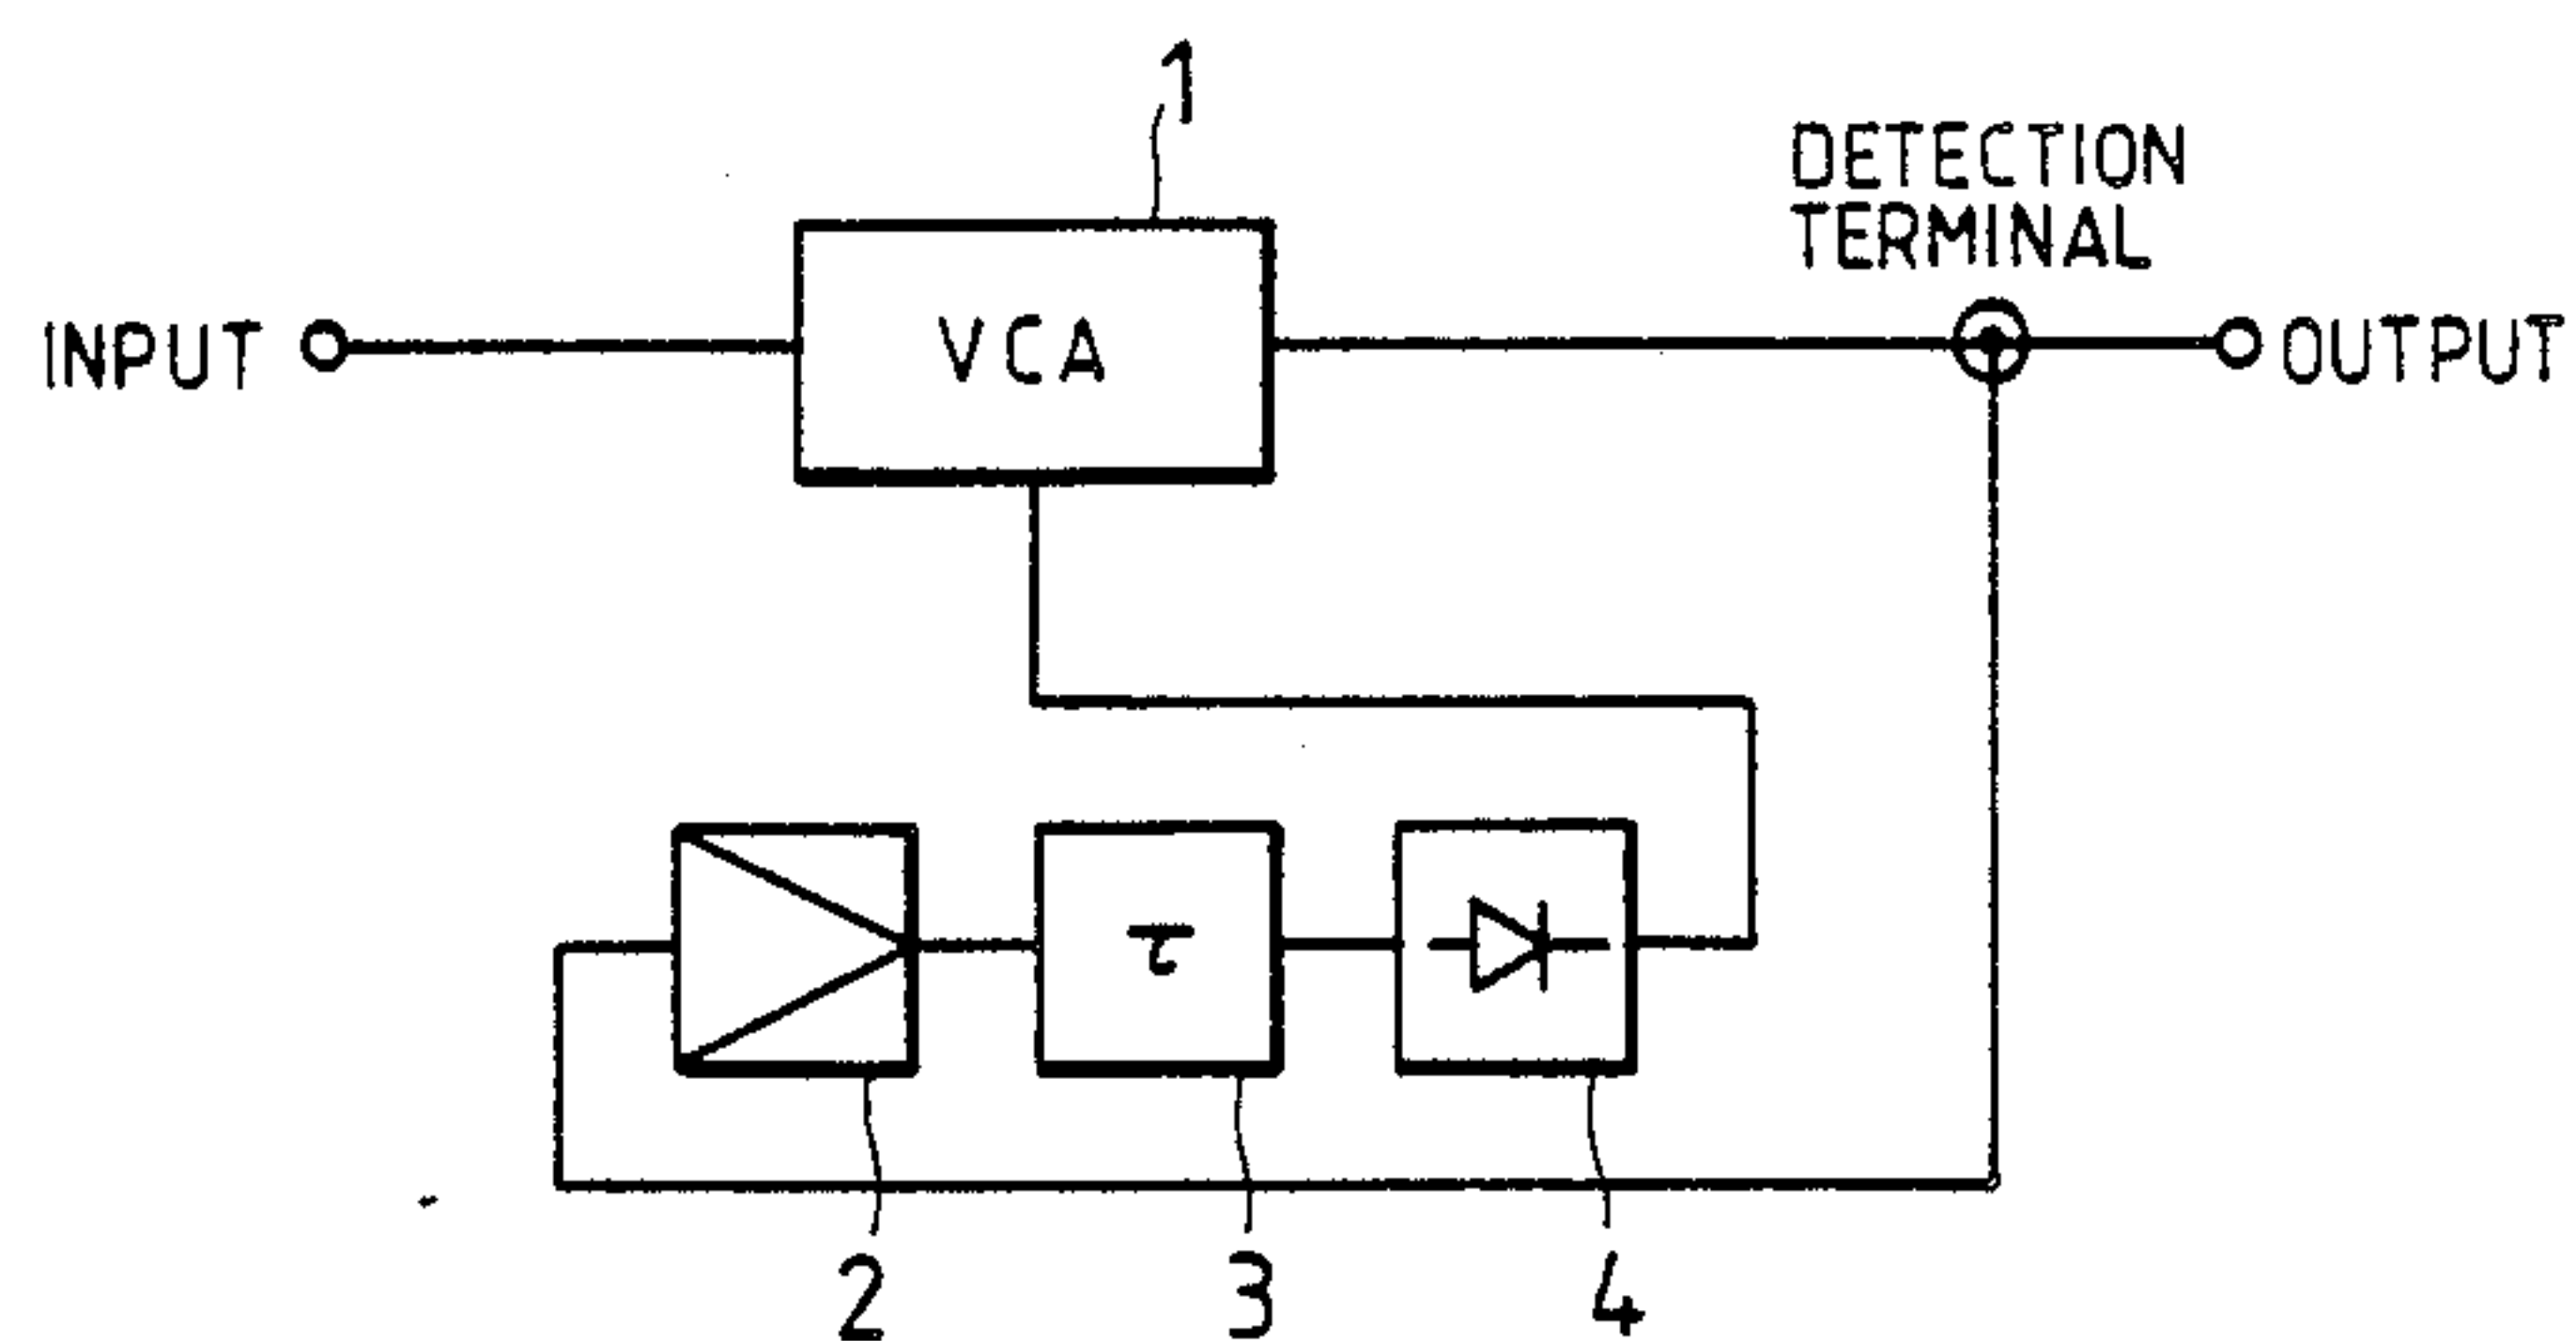 1
DETECTION
TERMINAL
INPUT
VCA
OUTPUT
τ
2
3
4